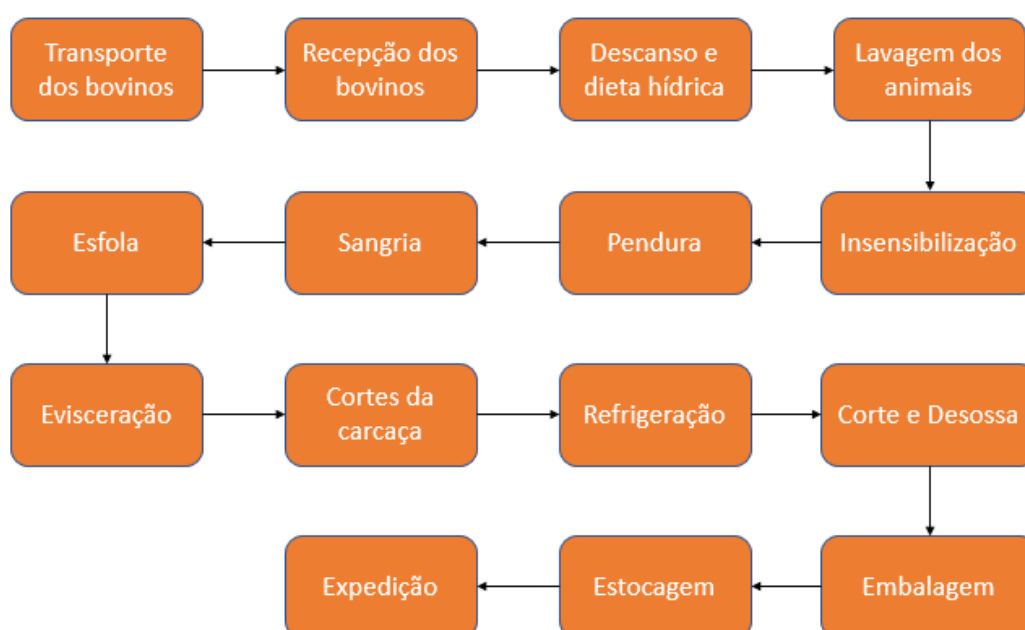 Transporte
dos bovinos
Recepção dos
bovinos
Descanso e
dieta hídrica
Lavagem dos
animais
Insensibilização
Pendura
Sangria
Esfola
Evisceração
Cortes da
carcaça
Refrigeração
Corte e Desossa
Embalagem
Estocagem
Expedição